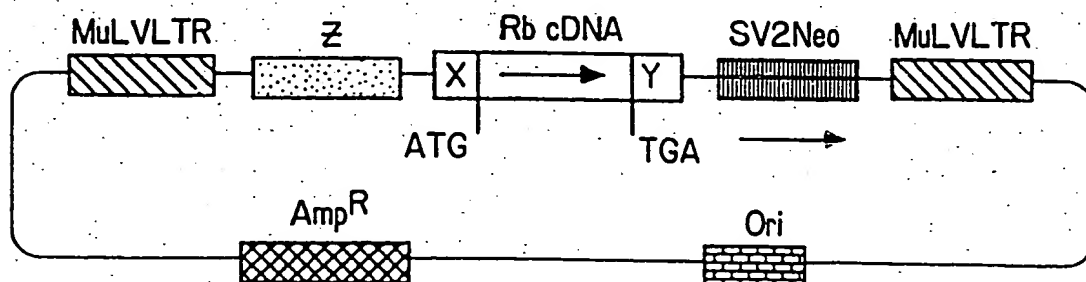 MuLVLTR
Z
Rb cDNA
SV2Neo
MuLVLTR
X
Y
ATG
TGA
AmpR
Ori